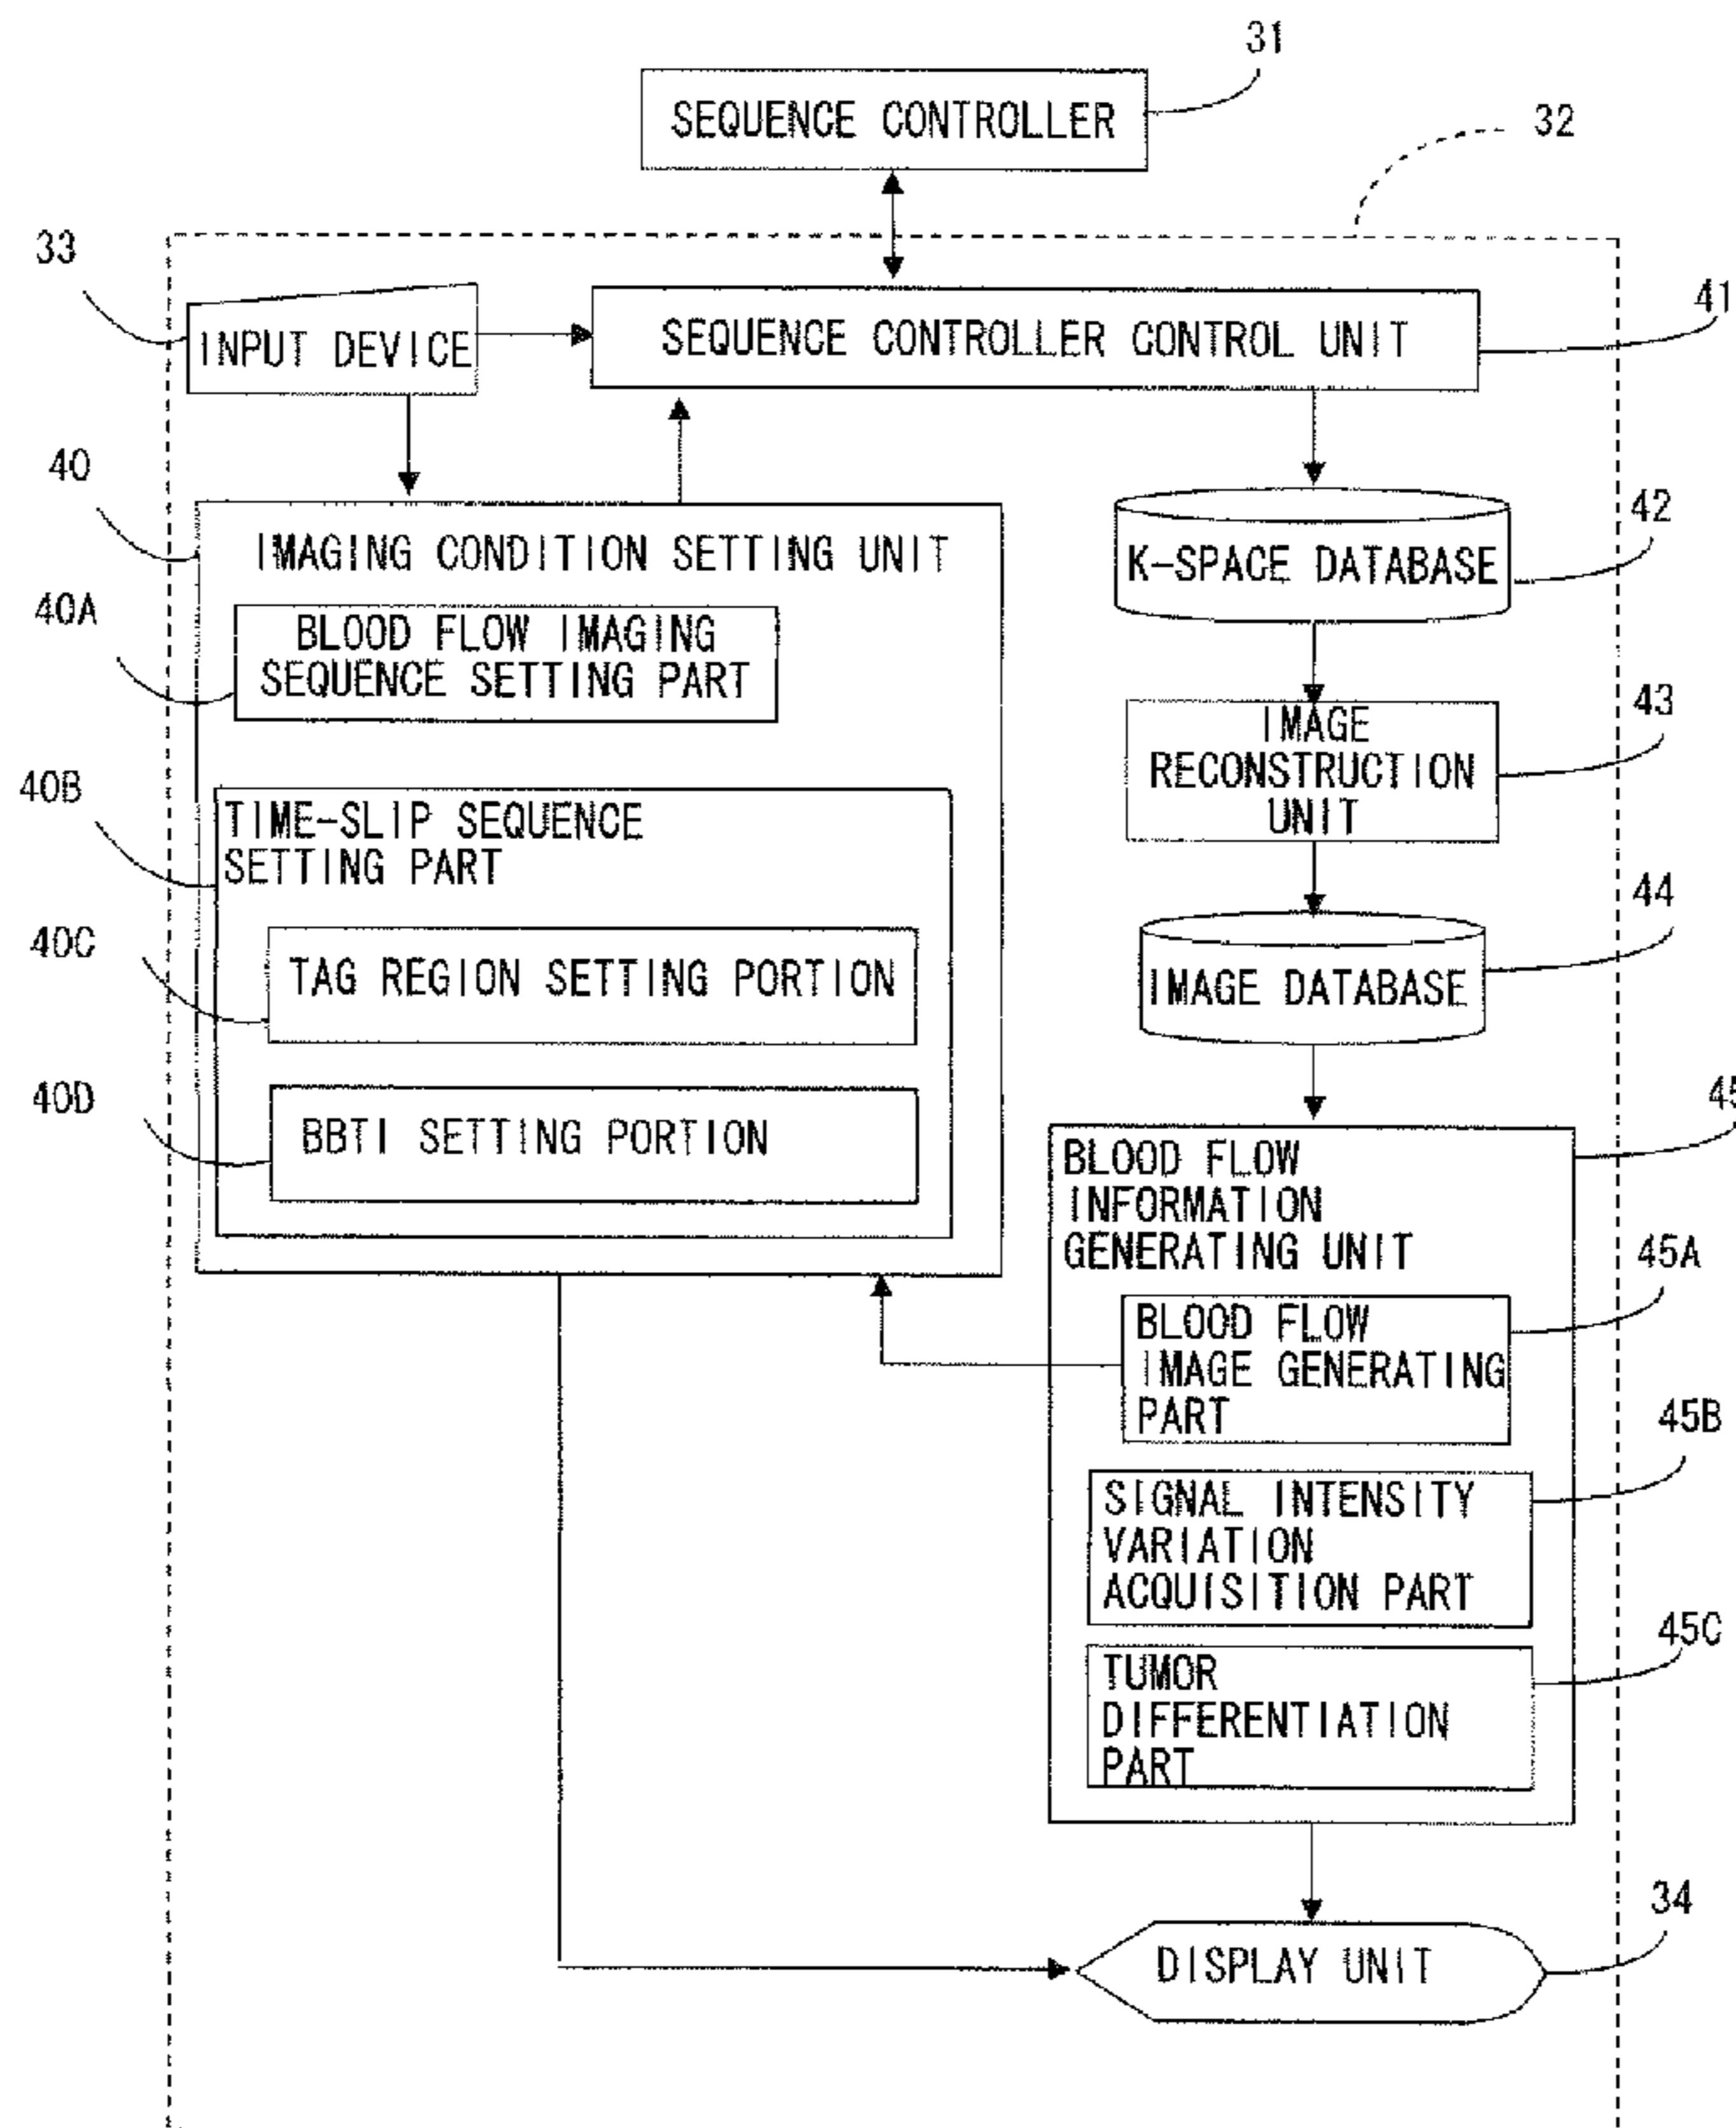 31
SEQUENCE CONTROLLER
32
33
INPUT DEVICE
SEQUENCE CONTROLLER CONTROL UNIT
41
40
IMAGING CONDITION SETTING UNIT
40A
BLOOD FLOW IMAGING
SEQUENCE SETTING PART
40B
TIME-SLIP SEQUENCE
SETTING PART
40C
TAG REGION SETTING PORTION
40D
BBTI SETTING PORTION
K-SPACE DATABASE
42
IMAGE
RECONSTRUCTION
UNIT
43
IMAGE DATABASE
44
45
BLOOD FLOW
INFORMATION
GENERATING UNIT
45A
BLOOD FLOW
IMAGE GENERATING
PART
45B
SIGNAL INTENSITY
VARIATION
ACQUISITION PART
45C
TUMOR
DIFFERENTIATION
PART
34
DISPLAY UNIT